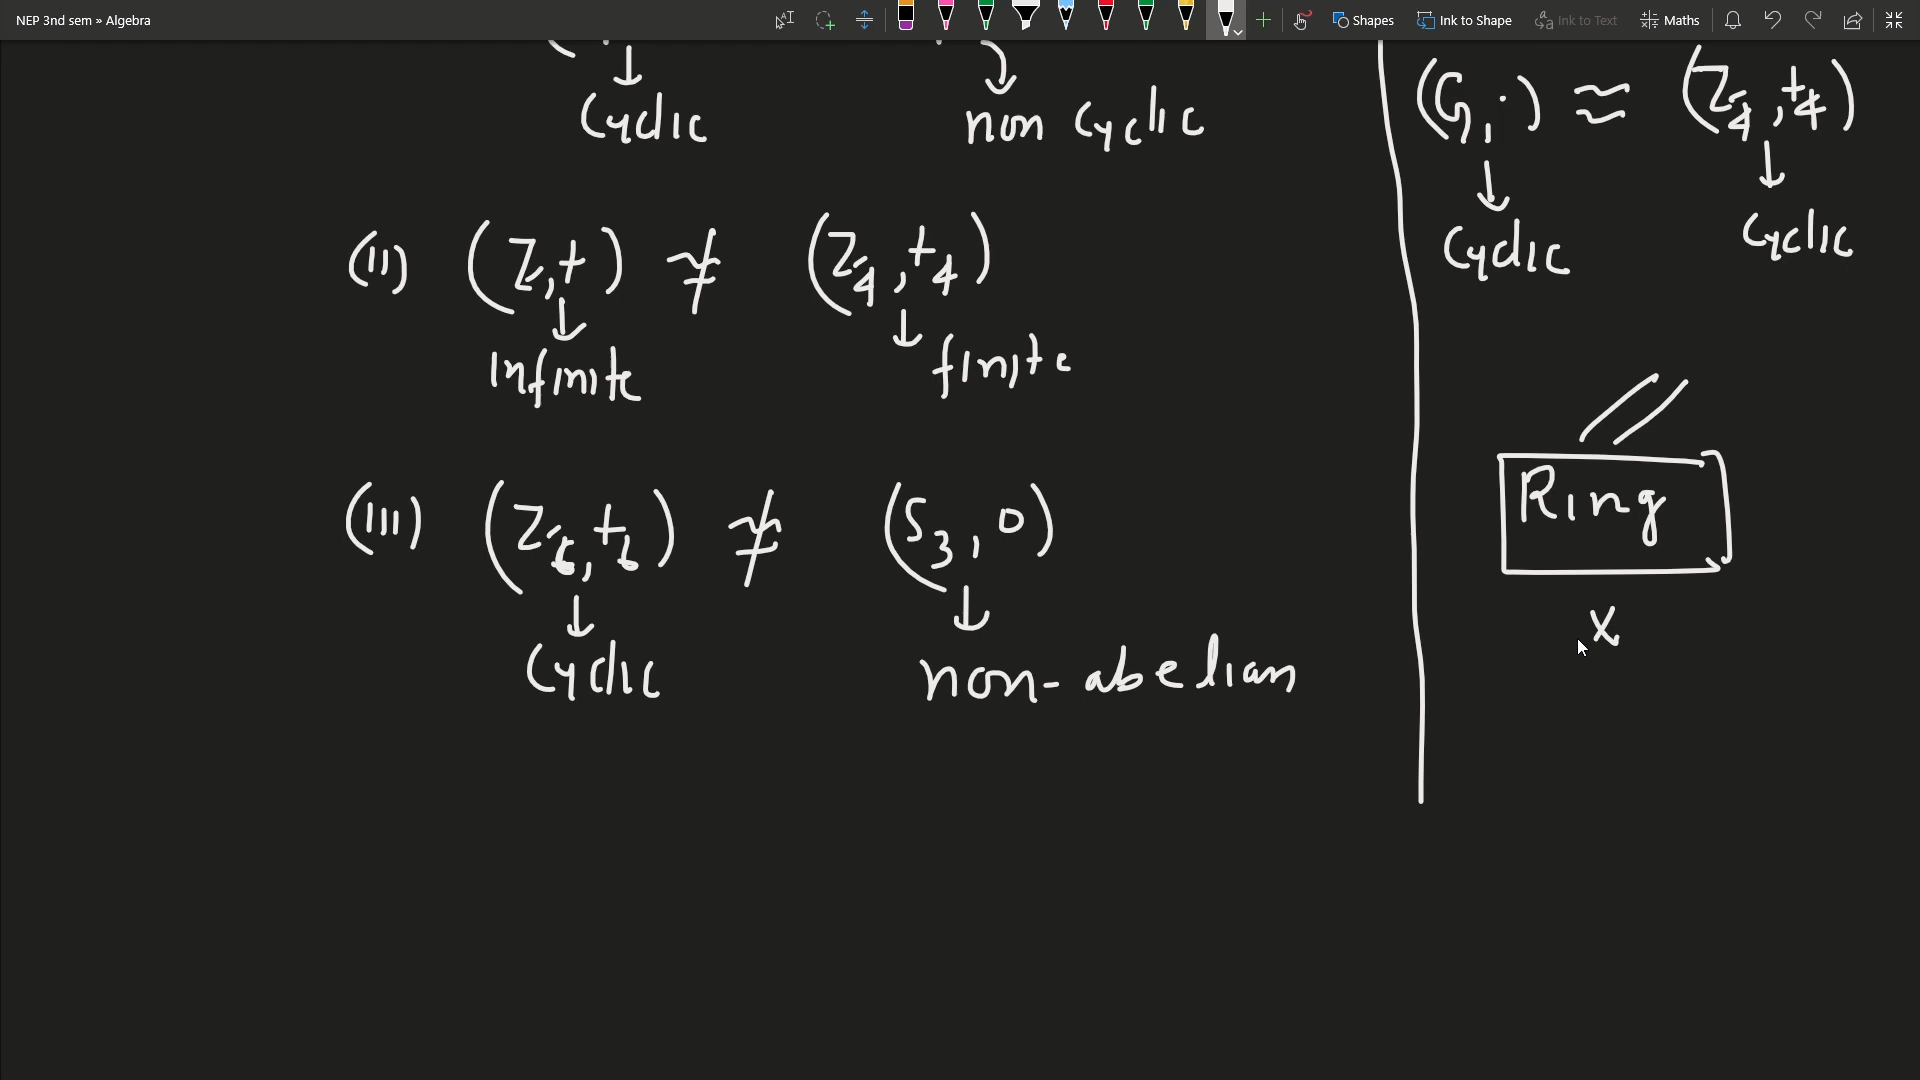 NEP 3nd sem » Algebra
Shapes Ink to Shape Ink to Text Maths
Cyclic non cyclic
(II) (Z, +) ≇ (Z₄, +₄)
Infinite finite
(III) (Z₆, +₆) ≇ (S₃, o)
Cyclic non-abelian
(G, ·) ≈ (Z₄, +₄)
Cyclic Cyclic
Ring
x